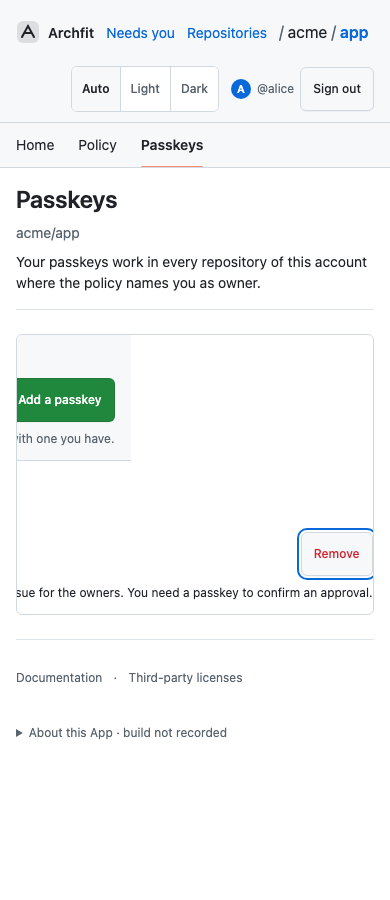 Archfit Needs you Repositories / acme / app
Auto Light Dark A @alice Sign out
Home Policy Passkeys
Passkeys
acme/app
Your passkeys work in every repository of this account
where the policy names you as owner.
Add a passkey
with one you have.
Remove
sue for the owners. You need a passkey to confirm an approval.
Documentation · Third-party licenses
About this App · build not recorded